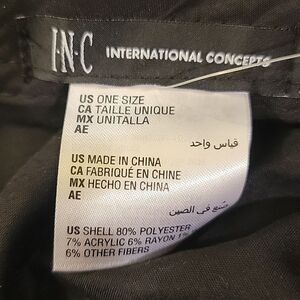 I·N·C INTERNATIONAL CONCEPTS
US ONE SIZE
CA TAILLE UNIQUE
MX UNITALLA
AE
قياس واحد
US MADE IN CHINA
CA FABRIQUÉ EN CHINE
MX HECHO EN CHINA
AE
صنع في الصين
US SHELL 80% POLYESTER
7% ACRYLIC 6% RAYON 1%
6% OTHER FIBERS